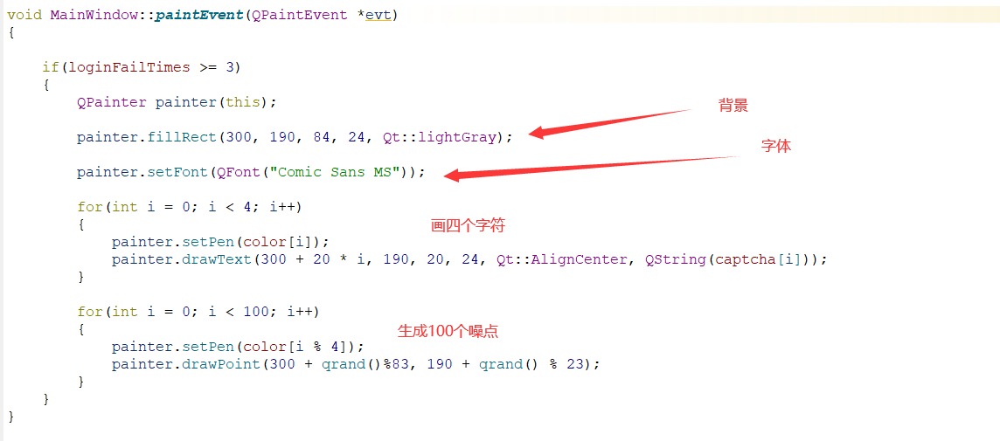 void MainWindow::paintEvent(QPaintEvent *evt)
{
if(loginFailTimes >= 3)
{
QPainter painter(this);
背景
painter.fillRect(300, 190, 84, 24, Qt::lightGray);
字体
painter.setFont(QFont("Comic Sans MS"));
for(int i = 0; i < 4; i++)
{
画四个字符
painter.setPen(color[i]);
painter.drawText(300 + 20 * i, 190, 20, 24, Qt::AlignCenter, QString(captcha[i]));
}
for(int i = 0; i < 100; i++)
{
生成100个噪点
painter.setPen(color[i % 4]);
painter.drawPoint(300 + qrand()%83, 190 + qrand() % 23);
}
}
}